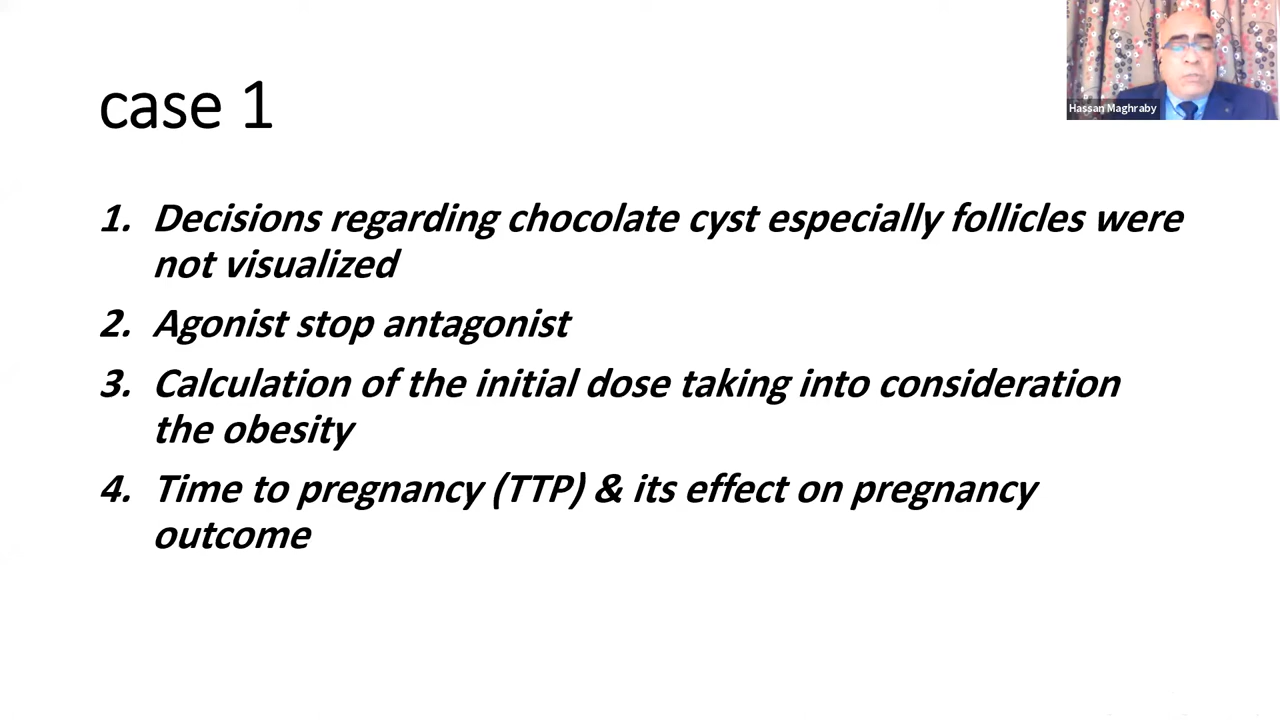 Hassan Maghraby
case 1
1. Decisions regarding chocolate cyst especially follicles were
not visualized
2. Agonist stop antagonist
3. Calculation of the initial dose taking into consideration
the obesity
4. Time to pregnancy (TTP) & its effect on pregnancy
outcome